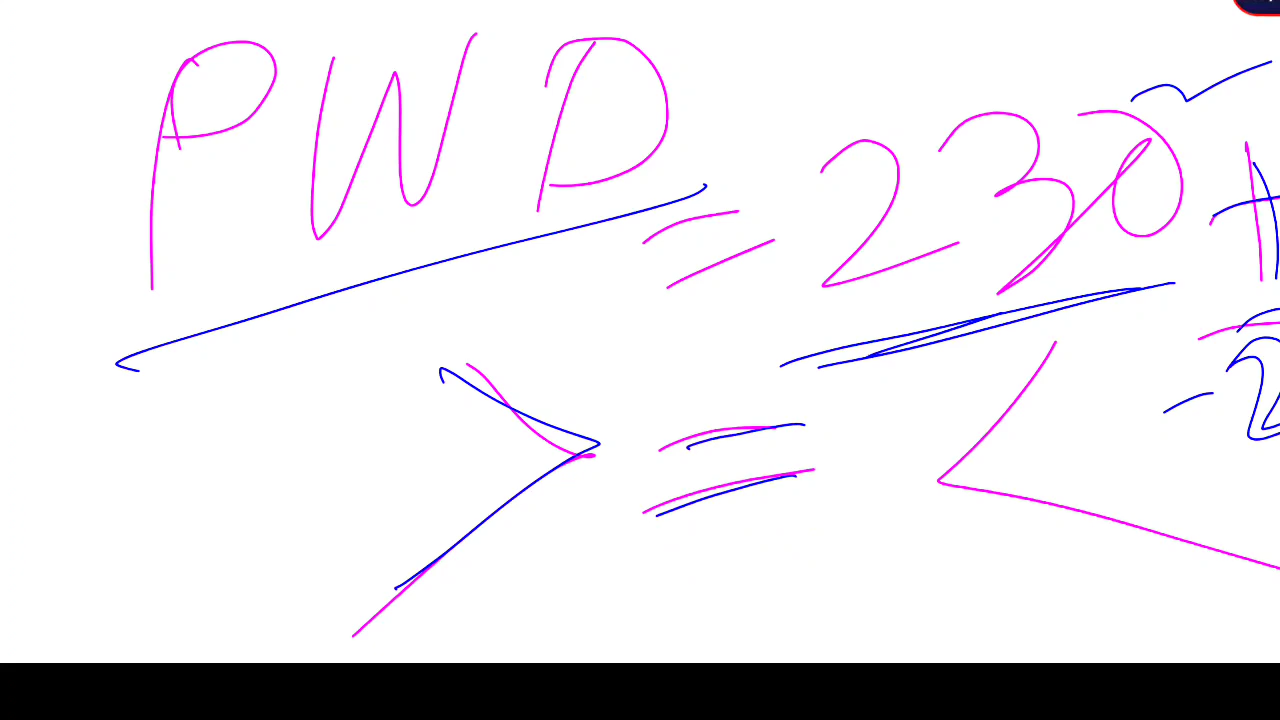 PWD = 230
> = <